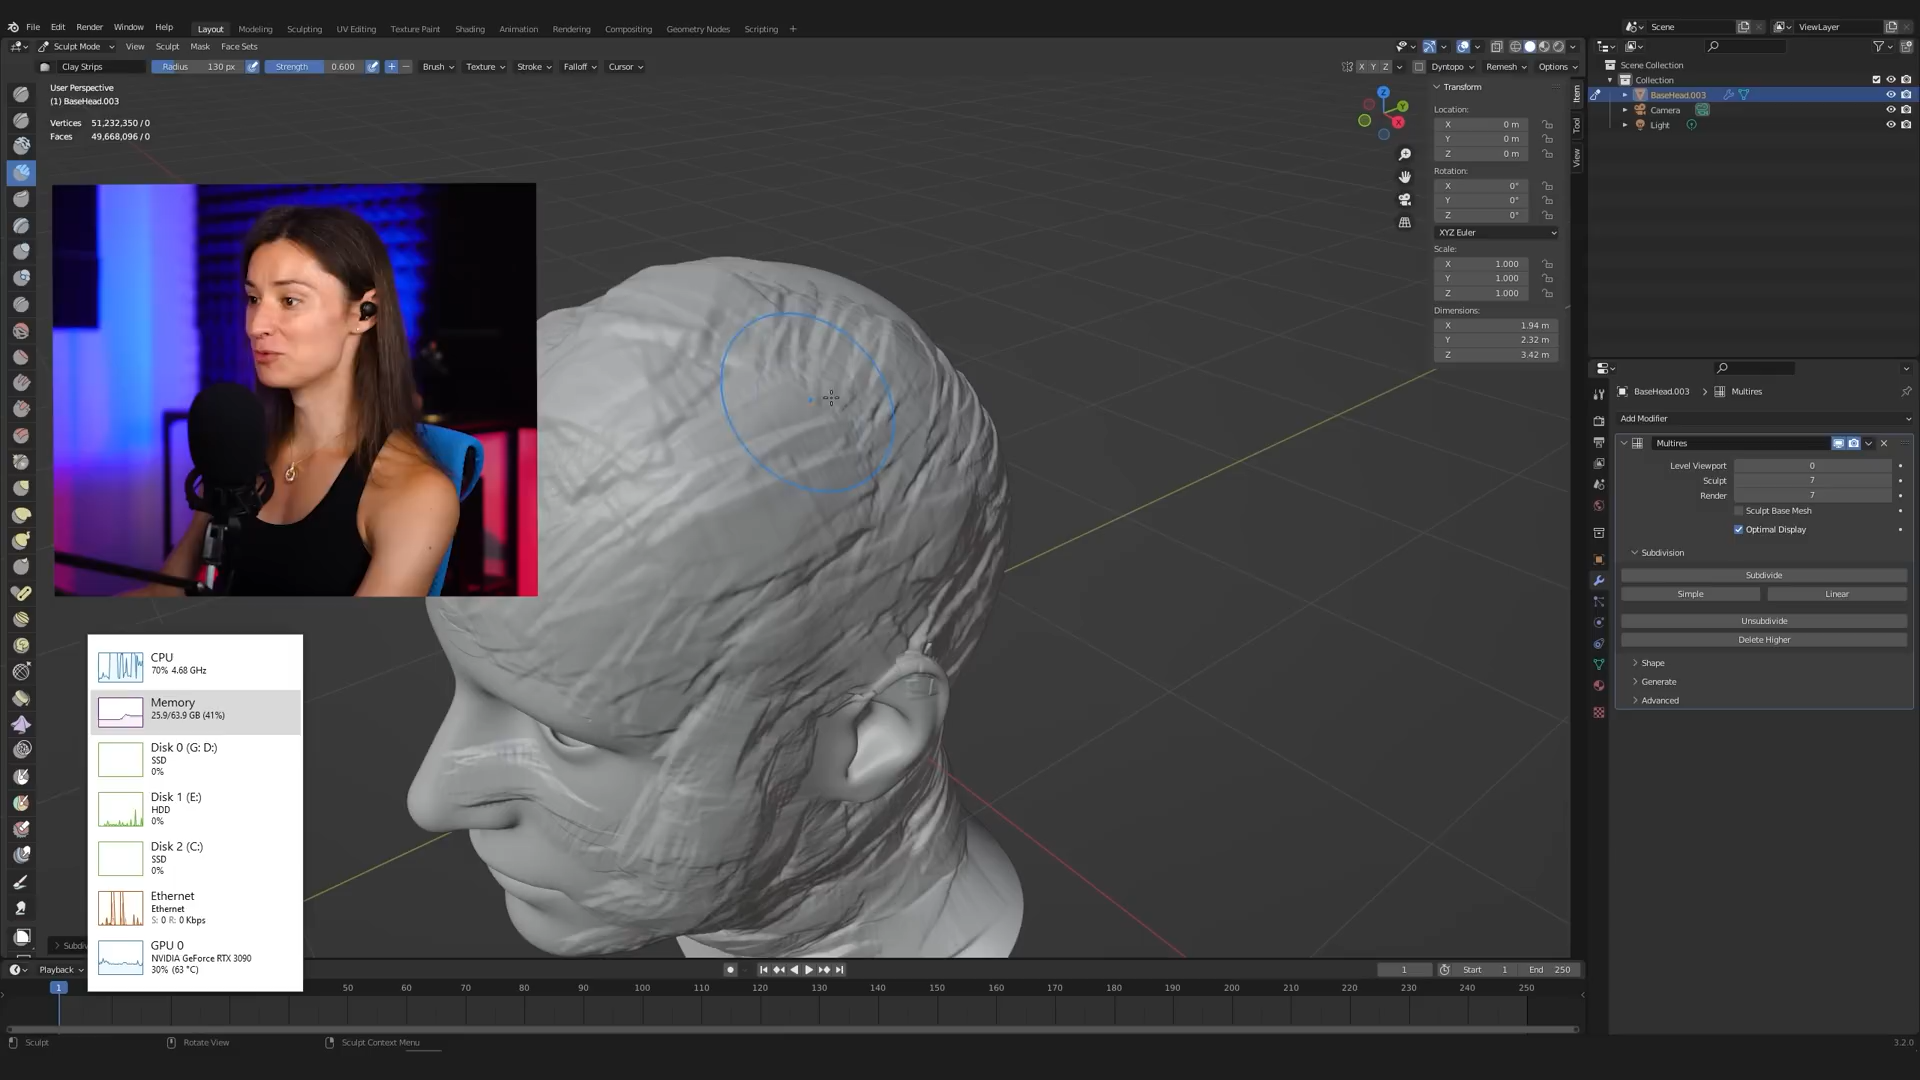 File Edit Render Window Help Layout Modeling Sculpting UV Editing Texture Paint Shading Animation Rendering Compositing Geometry Nodes Scripting + Scene ViewLayer
Sculpt Mode View Sculpt Mask Face Sets
Clay Strips Radius 130 px Strength 0.600 Brush Texture Stroke Falloff Cursor X Y Z Dyntopo Remesh Options
User Perspective
(1) BaseHead.003
Vertices 51,232,350 / 0
Faces 49,668,096 / 0
Z
Y
X
Transform
Location:
X 0 m
Y 0 m
Z 0 m
Rotation:
X 0°
Y 0°
Z 0°
XYZ Euler
Scale:
X 1.000
Y 1.000
Z 1.000
Dimensions:
X 1.94 m
Y 2.32 m
Z 3.42 m
Item
Tool
View
Scene Collection
Collection
BaseHead.003
Camera
Light
BaseHead.003 > Multires
Add Modifier
Multires
Level Viewport 0
Sculpt 7
Render 7
Sculpt Base Mesh
Optimal Display
Subdivision
Subdivide
Simple Linear
Unsubdivide
Delete Higher
Shape
Generate
Advanced
CPU
70% 4.68 GHz
Memory
25.9/63.9 GB (41%)
Disk 0 (G: D:)
SSD
0%
Disk 1 (E:)
HDD
0%
Disk 2 (C:)
SSD
0%
Ethernet
Ethernet
S: 0 R: 0 Kbps
GPU 0
NVIDIA GeForce RTX 3090
30% (63 °C)
Subdiv
Playback 1 Start 1 End 250
1 50 60 70 80 90 100 110 120 130 140 150 160 170 180 190 200 210 220 230 240 250
Sculpt Rotate View Sculpt Context Menu 3.2.0